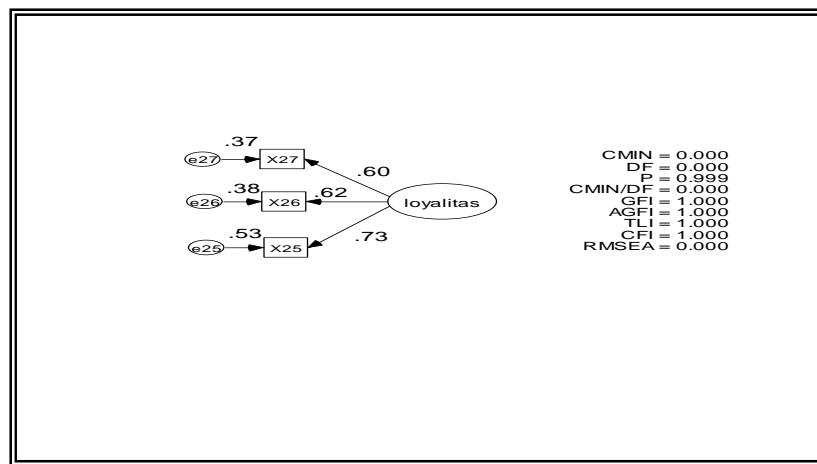 .37
e27
X27
.60
.38
e26
X26
.62
loyalitas
.53
e25
X25
.73
CMIN = 0.000
DF = 0.000
P = 0.999
CMIN/DF = 0.000
GFI = 1.000
AGFI = 1.000
TLI = 1.000
CFI = 1.000
RMSEA = 0.000